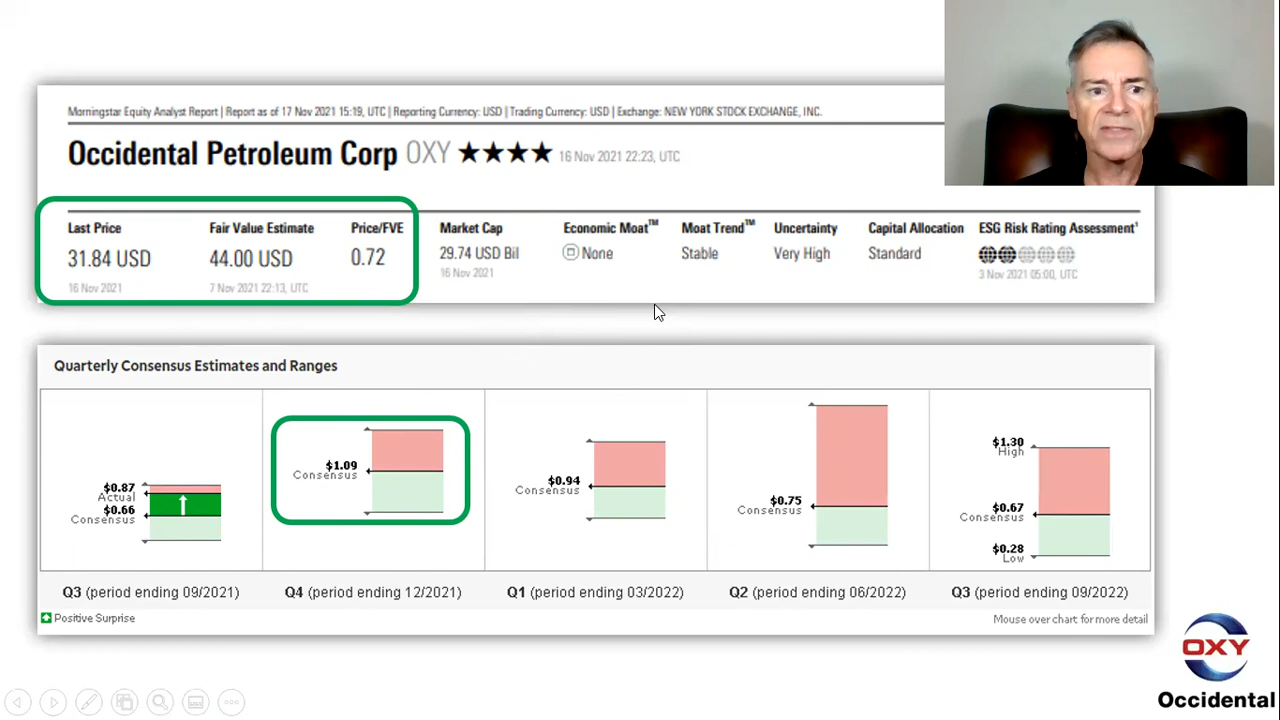 Morningstar Equity Analyst Report | Report as of 17 Nov 2021 15:19, UTC | Reporting Currency: USD | Trading Currency: USD | Exchange: NEW YORK STOCK EXCHANGE, INC.
Occidental Petroleum Corp OXY ★★★★ 16 Nov 2021 22:23, UTC
Last Price Fair Value Estimate Price/FVE Market Cap Economic Moat™ Moat Trend™ Uncertainty Capital Allocation ESG Risk Rating Assessment¹
31.84 USD 44.00 USD 0.72 29.74 USD Bil None Stable Very High Standard
16 Nov 2021 7 Nov 2021 22:13, UTC 16 Nov 2021 3 Nov 2021 05:00, UTC
Quarterly Consensus Estimates and Ranges
$0.87
Actual
$0.66
Consensus
$1.09
Consensus
$0.94
Consensus
$0.75
Consensus
$1.30
High
$0.67
Consensus
$0.28
Low
Q3 (period ending 09/2021) Q4 (period ending 12/2021) Q1 (period ending 03/2022) Q2 (period ending 06/2022) Q3 (period ending 09/2022)
Positive Surprise Mouse over chart for more detail
OXY
Occidental